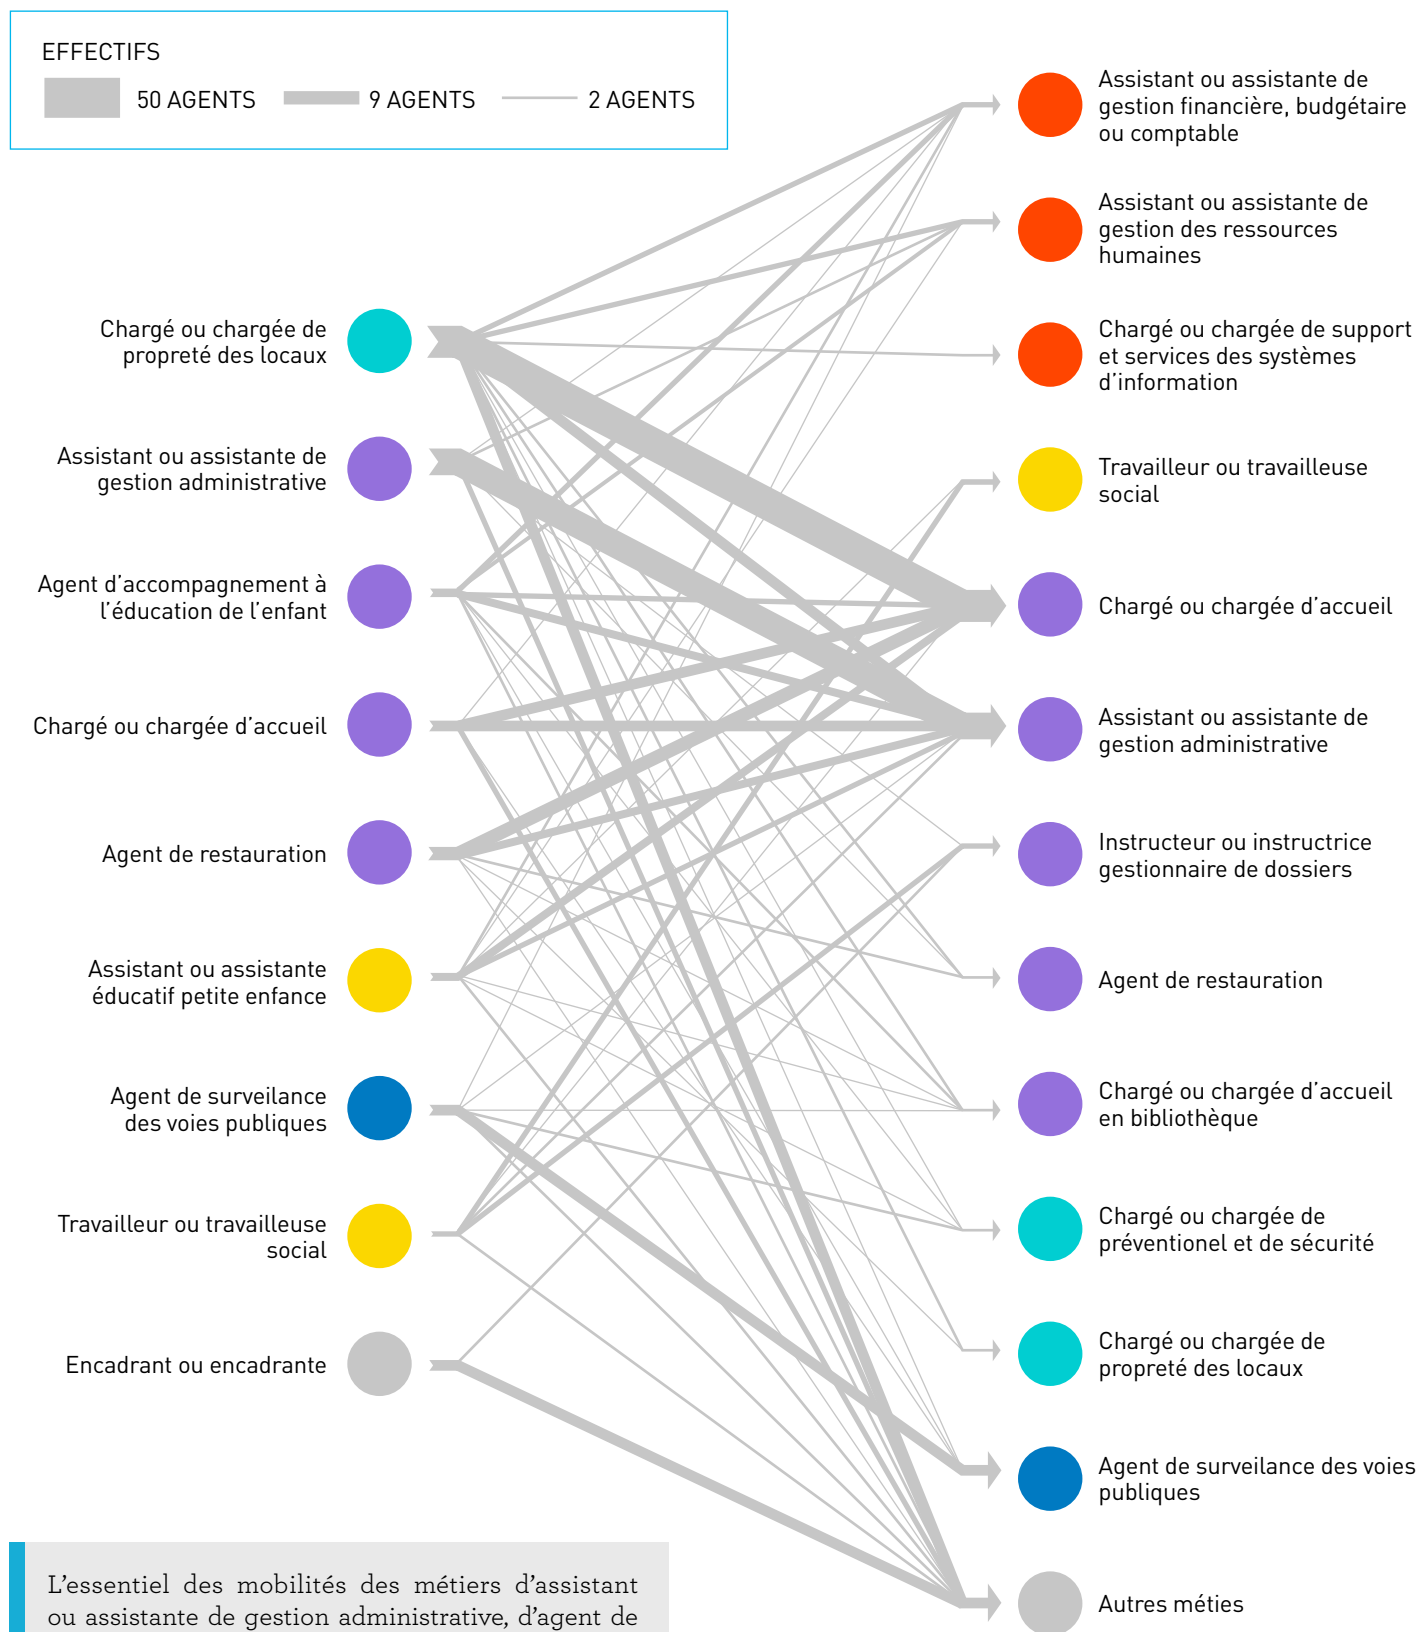 EFFECTIFS
50 AGENTS
9 AGENTS
2 AGENTS
Chargé ou chargée de
propreté des locaux
Assistant ou assistante de
gestion administrative
Agent d'accompagnement à
l'éducation de l'enfant
Chargé ou chargée d'accueil
Agent de restauration
Assistant ou assistante
éducatif petite enfance
Agent de surveilance
des voies publiques
Travailleur ou travailleuse
social
Encadrant ou encadrante
Assistant ou assistante de
gestion financière, budgétaire
ou comptable
Assistant ou assistante de
gestion des ressources
humaines
Chargé ou chargée de support
et services des systèmes
d'information
Travailleur ou travailleuse
social
Chargé ou chargée d'accueil
Assistant ou assistante de
gestion administrative
Instructeur ou instructrice
gestionnaire de dossiers
Agent de restauration
Chargé ou chargée d'accueil
en bibliothèque
Chargé ou chargée de
préventionel et de sécurité
Chargé ou chargée de
propreté des locaux
Agent de surveilance des voies
publiques
Autres méties
L'essentiel des mobilités des métiers d'assistant
ou assistante de gestion administrative, d'agent de